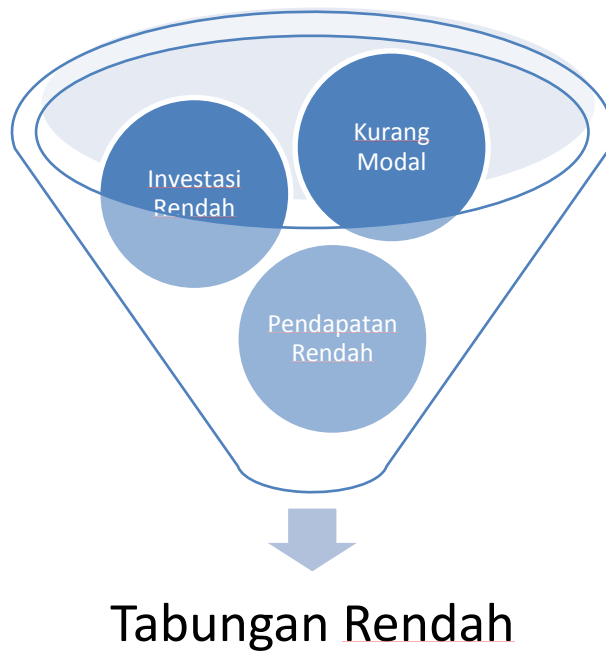 Kurang
Modal
Investasi
Rendah
Pendapatan
Rendah
Tabungan Rendah